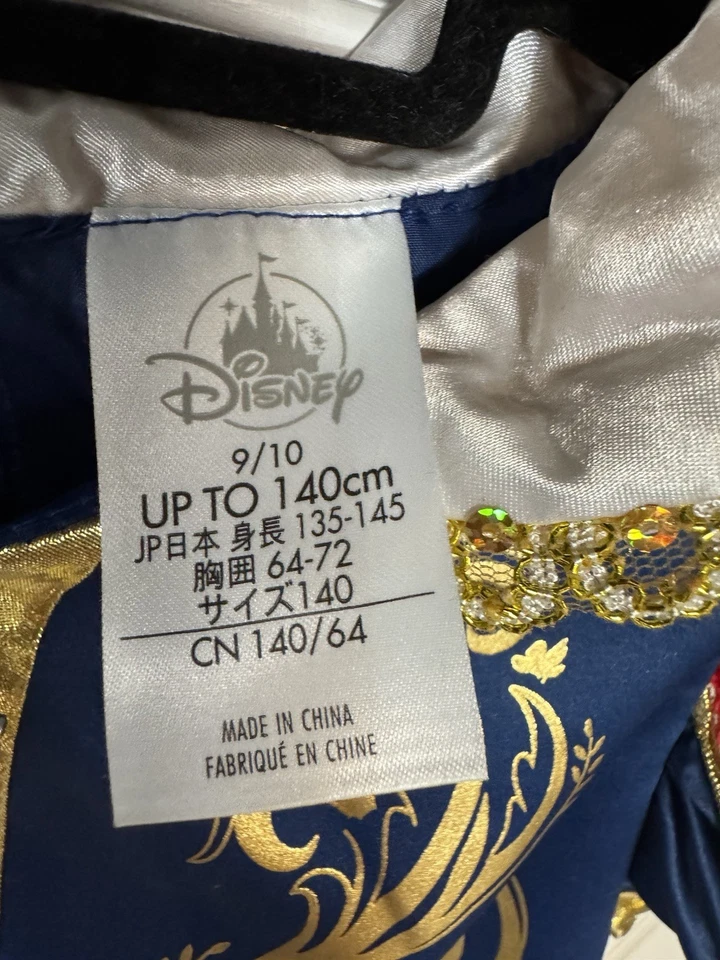 Disney
9/10
UP TO 140cm
JP日本 身長 135-145
胸囲 64-72
サイズ140
CN 140/64
MADE IN CHINA
FABRIQUÉ EN CHINE